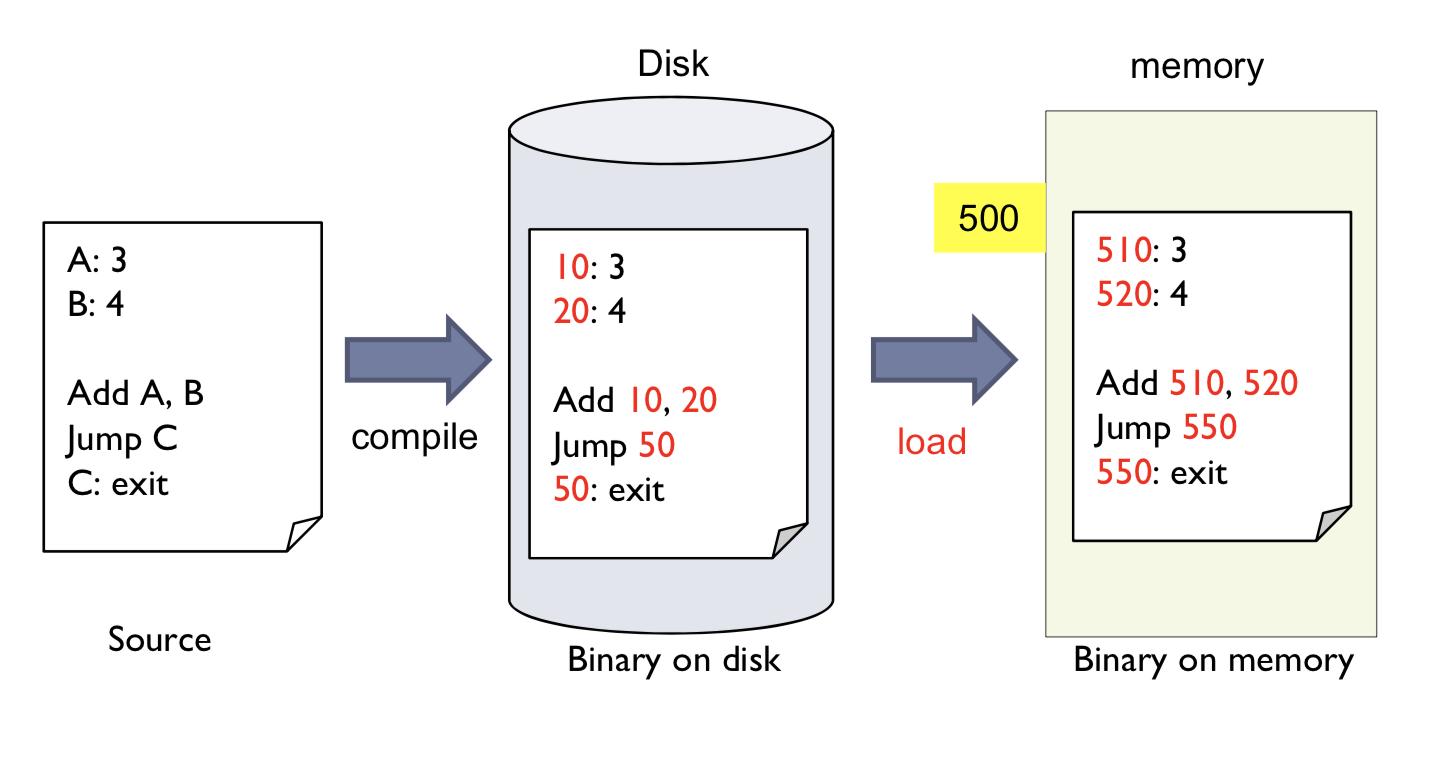 Disk
memory
500
A: 3
B: 4
Add A, B
Jump C
C: exit
compile
10: 3
20: 4
Add 10, 20
Jump 50
50: exit
load
510: 3
520: 4
Add 510, 520
Jump 550
550: exit
Source
Binary on disk
Binary on memory